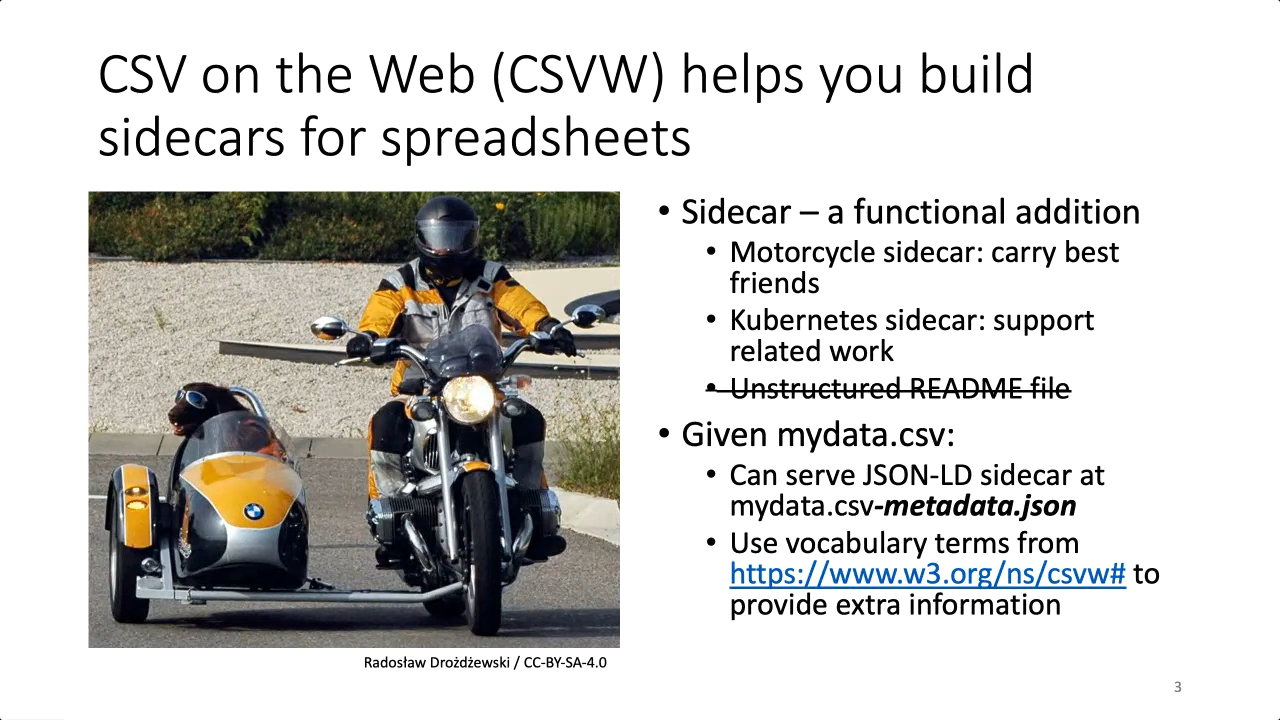 CSV on the Web (CSVW) helps you build
sidecars for spreadsheets
• Sidecar – a functional addition
• Motorcycle sidecar: carry best
friends
• Kubernetes sidecar: support
related work
• Unstructured README file
• Given mydata.csv:
• Can serve JSON-LD sidecar at
mydata.csv-metadata.json
• Use vocabulary terms from
https://www.w3.org/ns/csvw# to
provide extra information
BMW
Radosław Drożdżewski / CC-BY-SA-4.0
3